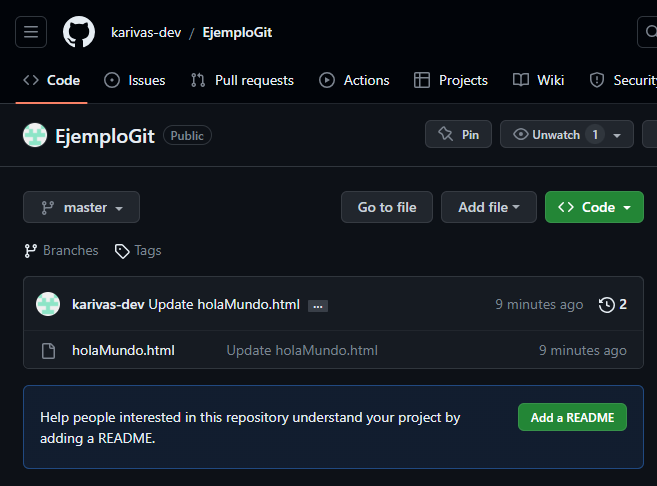 karivas-dev / EjemploGit
<> Code Issues Pull requests Actions Projects Wiki Security
EjemploGit Public Pin Unwatch 1
master Go to file Add file <> Code
Branches Tags
karivas-dev Update holaMundo.html ... 9 minutes ago 2
holaMundo.html Update holaMundo.html 9 minutes ago
Help people interested in this repository understand your project by
adding a README.
Add a README